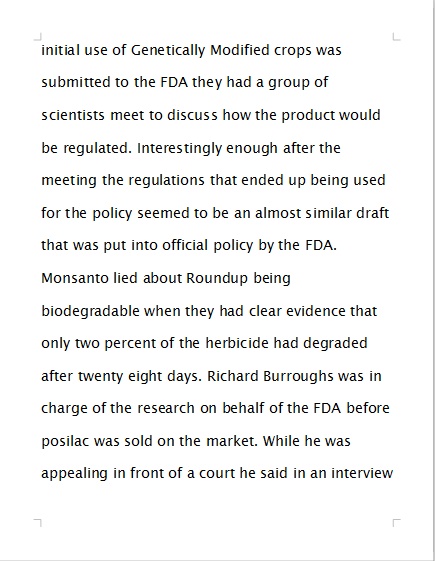 initial use of Genetically Modified crops was
submitted to the FDA they had a group of
scientists meet to discuss how the product would
be regulated. Interestingly enough after the
meeting the regulations that ended up being used
for the policy seemed to be an almost similar draft
that was put into official policy by the FDA.
Monsanto lied about Roundup being
biodegradable when they had clear evidence that
only two percent of the herbicide had degraded
after twenty eight days. Richard Burroughs was in
charge of the research on behalf of the FDA before
posilac was sold on the market. While he was
appealing in front of a court he said in an interview